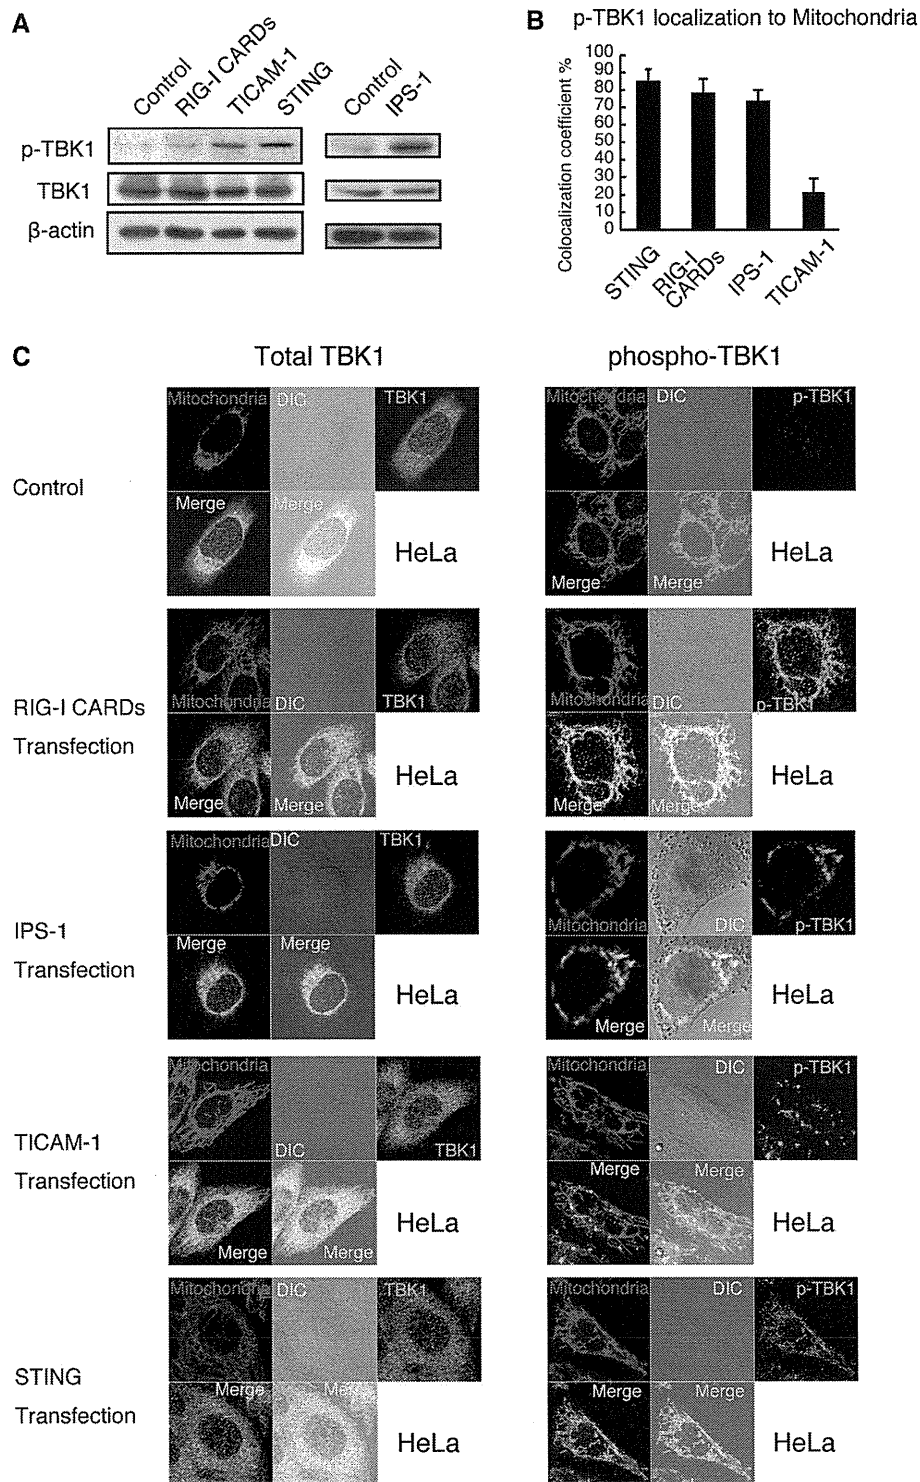 A
Control
RIG-I CARDs
TICAM-1
STING
Control
IPS-1
p-TBK1
TBK1
β-actin
B
p-TBK1 localization to Mitochondria
Colocalization coefficient %
100
90
80
70
60
50
40
30
20
10
0
STING
RIG-I
CARDs
IPS-1
TICAM-1
C
Total TBK1
phospho-TBK1
Control
Mitochondria
DIC
TBK1
Merge
Merge
HeLa
Mitochondria
DIC
p-TBK1
Merge
Merge
HeLa
RIG-I CARDs
Transfection
Mitochondria
DIC
TBK1
Merge
Merge
HeLa
Mitochondria
DIC
p-TBK1
Merge
Merge
HeLa
IPS-1
Transfection
Mitochondria
DIC
TBK1
Merge
Merge
HeLa
Mitochondria
DIC
p-TBK1
Merge
Merge
HeLa
TICAM-1
Transfection
Mitochondria
DIC
TBK1
Merge
Merge
HeLa
Mitochondria
DIC
p-TBK1
Merge
Merge
HeLa
STING
Transfection
Mitochondria
DIC
TBK1
Merge
Merge
HeLa
Mitochondria
DIC
p-TBK1
Merge
Merge
HeLa